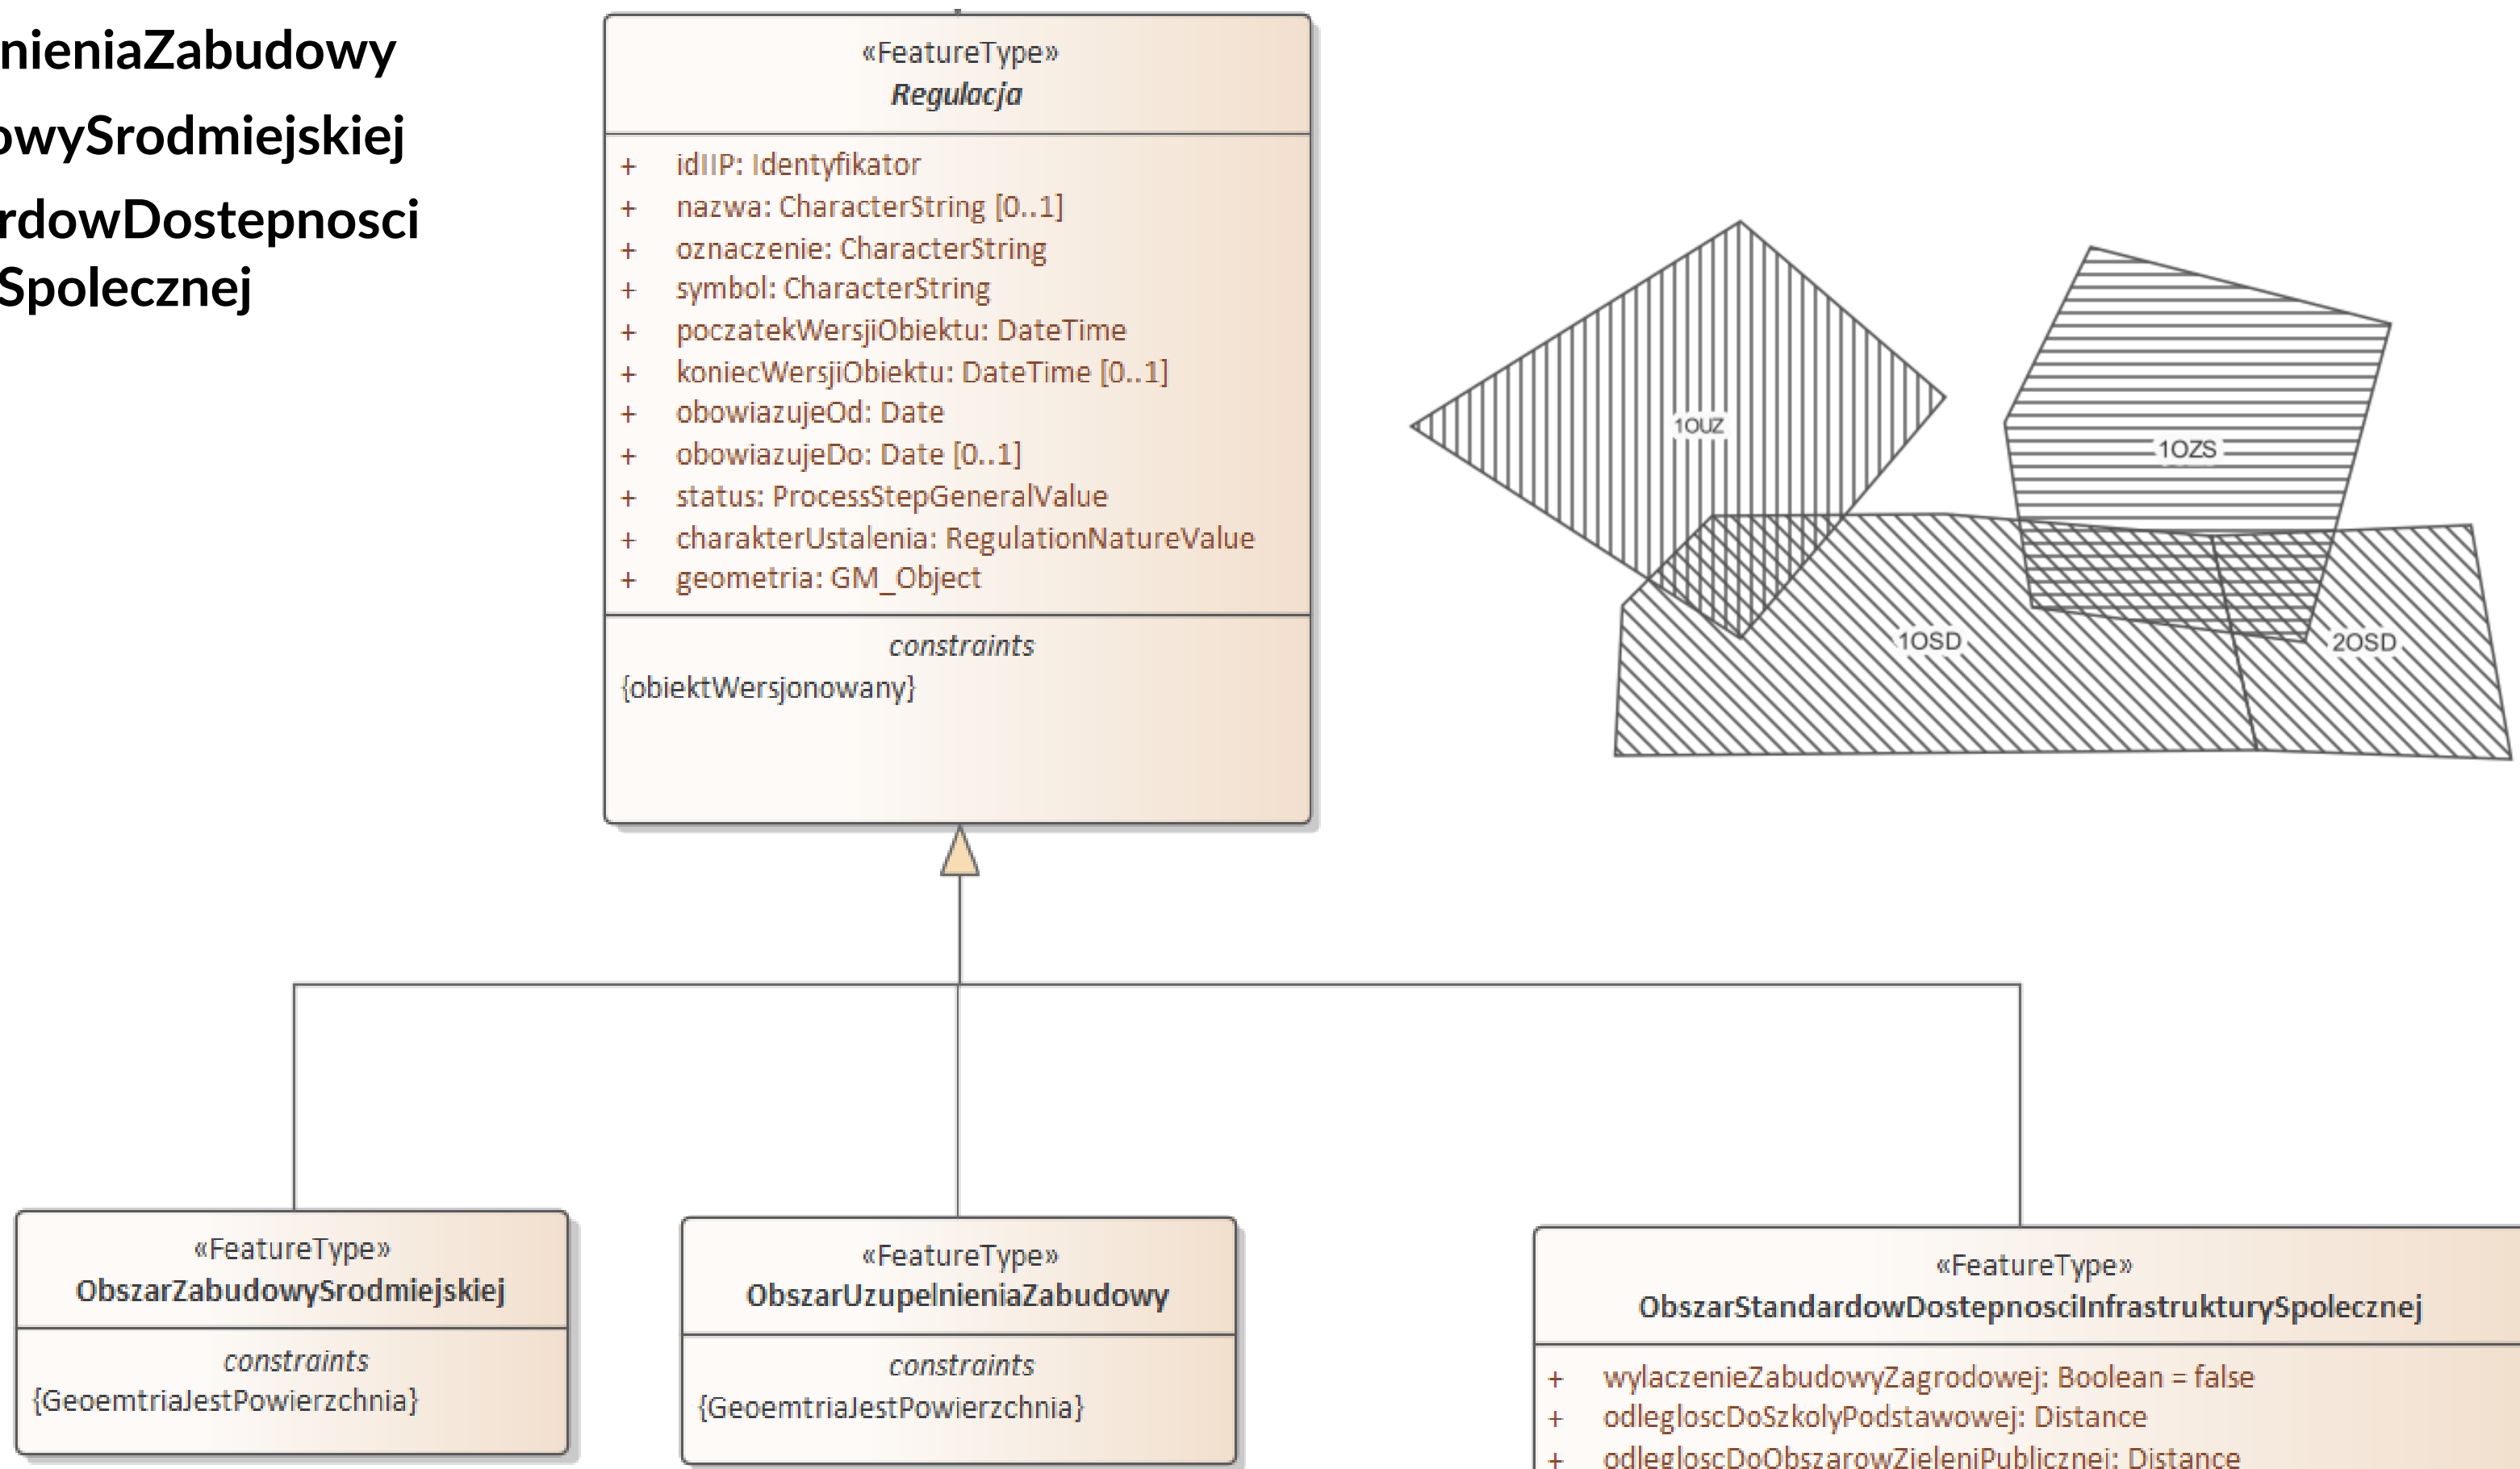 nieniaZabudowy
owySrodmiejskiej
rdowDostepnosci
Spolecznej
«FeatureType»
Regulacja
+ idIIP: Identyfikator
+ nazwa: CharacterString [0..1]
+ oznaczenie: CharacterString
+ symbol: CharacterString
+ poczatekWersjiObiektu: DateTime
+ koniecWersjiObiektu: DateTime [0..1]
+ obowiazujeOd: Date
+ obowiazujeDo: Date [0..1]
+ status: ProcessStepGeneralValue
+ charakterUstalenia: RegulationNatureValue
+ geometria: GM_Object
constraints
{obiektWersjonowany}
1OUZ
1OZS
1OSD
2OSD
«FeatureType»
ObszarZabudowySrodmiejskiej
constraints
{GeoemtriaJestPowierzchnia}
«FeatureType»
ObszarUzupelnieniaZabudowy
constraints
{GeoemtriaJestPowierzchnia}
«FeatureType»
ObszarStandardowDostepnosciInfrastrukturySpolecznej
+ wylaczenieZabudowyZagrodowej: Boolean = false
+ odlegloscDoSzkolyPodstawowej: Distance
+ odlegloscDoObszarowZieleniPublicznej: Distance